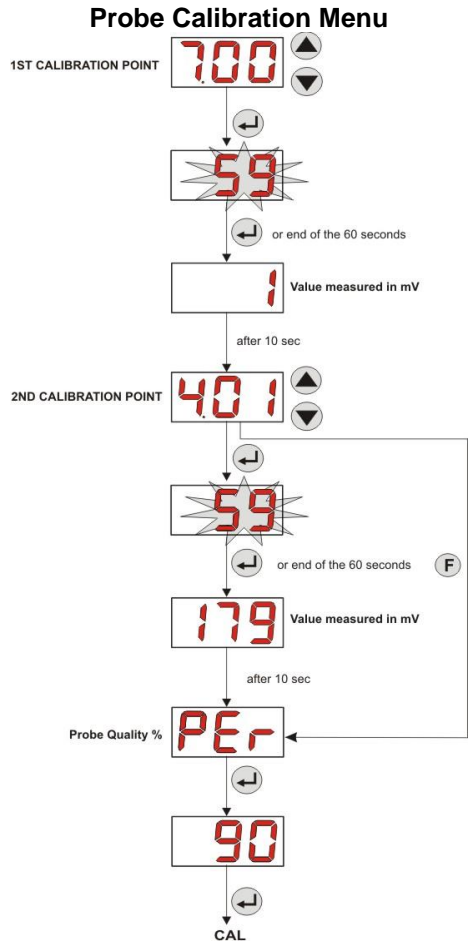 Probe Calibration Menu
1ST CALIBRATION POINT 7.00
59
or end of the 60 seconds
1 Value measured in mV
after 10 sec
2ND CALIBRATION POINT 4.01
59
or end of the 60 seconds F
179 Value measured in mV
after 10 sec
Probe Quality % PEr
90
CAL